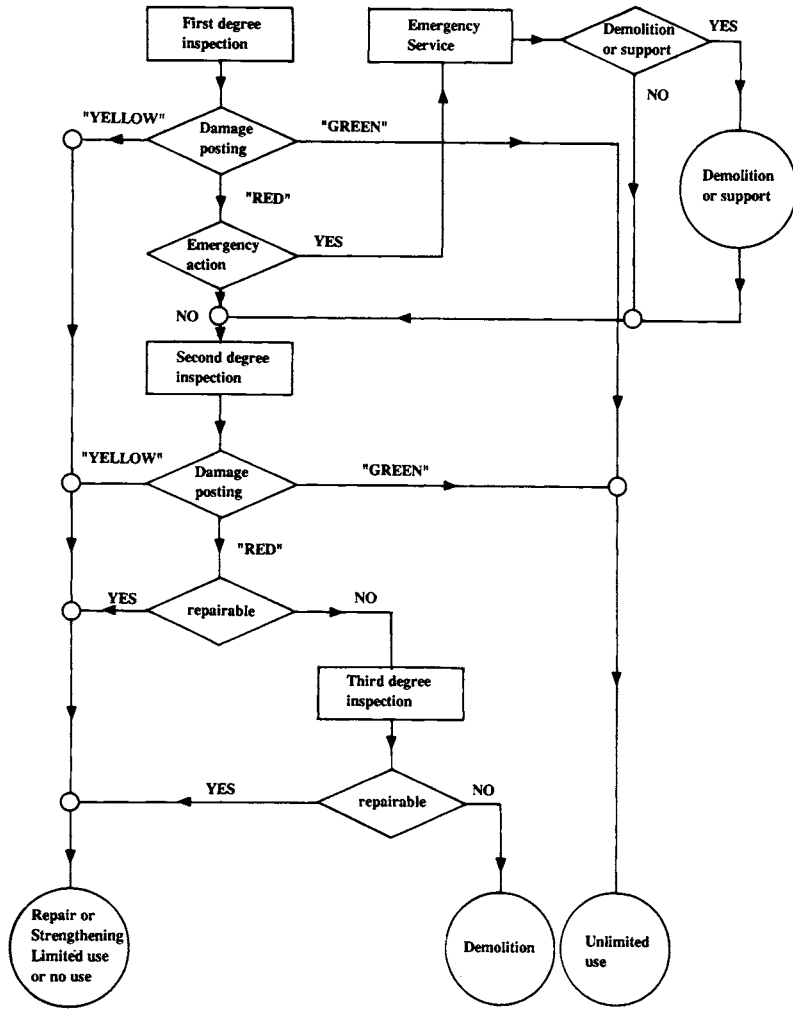 First degree
inspection
Emergency
Service
Demolition
or support
YES
NO
"YELLOW"
Damage
posting
"GREEN"
Demolition
or support
"RED"
Emergency
action
YES
NO
Second degree
inspection
"YELLOW"
Damage
posting
"GREEN"
"RED"
YES
repairable
NO
Third degree
inspection
YES
repairable
NO
Repair or
Strengthening
Limited use
or no use
Demolition
Unlimited
use